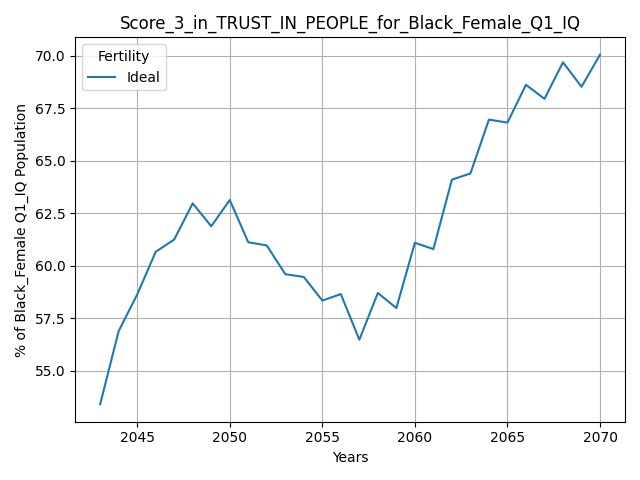 Score_3_in_TRUST_IN_PEOPLE_for_Black_Female_Q1_IQ
Fertility
Ideal
% of Black_Female Q1_IQ Population
70.0
67.5
65.0
62.5
60.0
57.5
55.0
2045 2050 2055 2060 2065 2070
Years